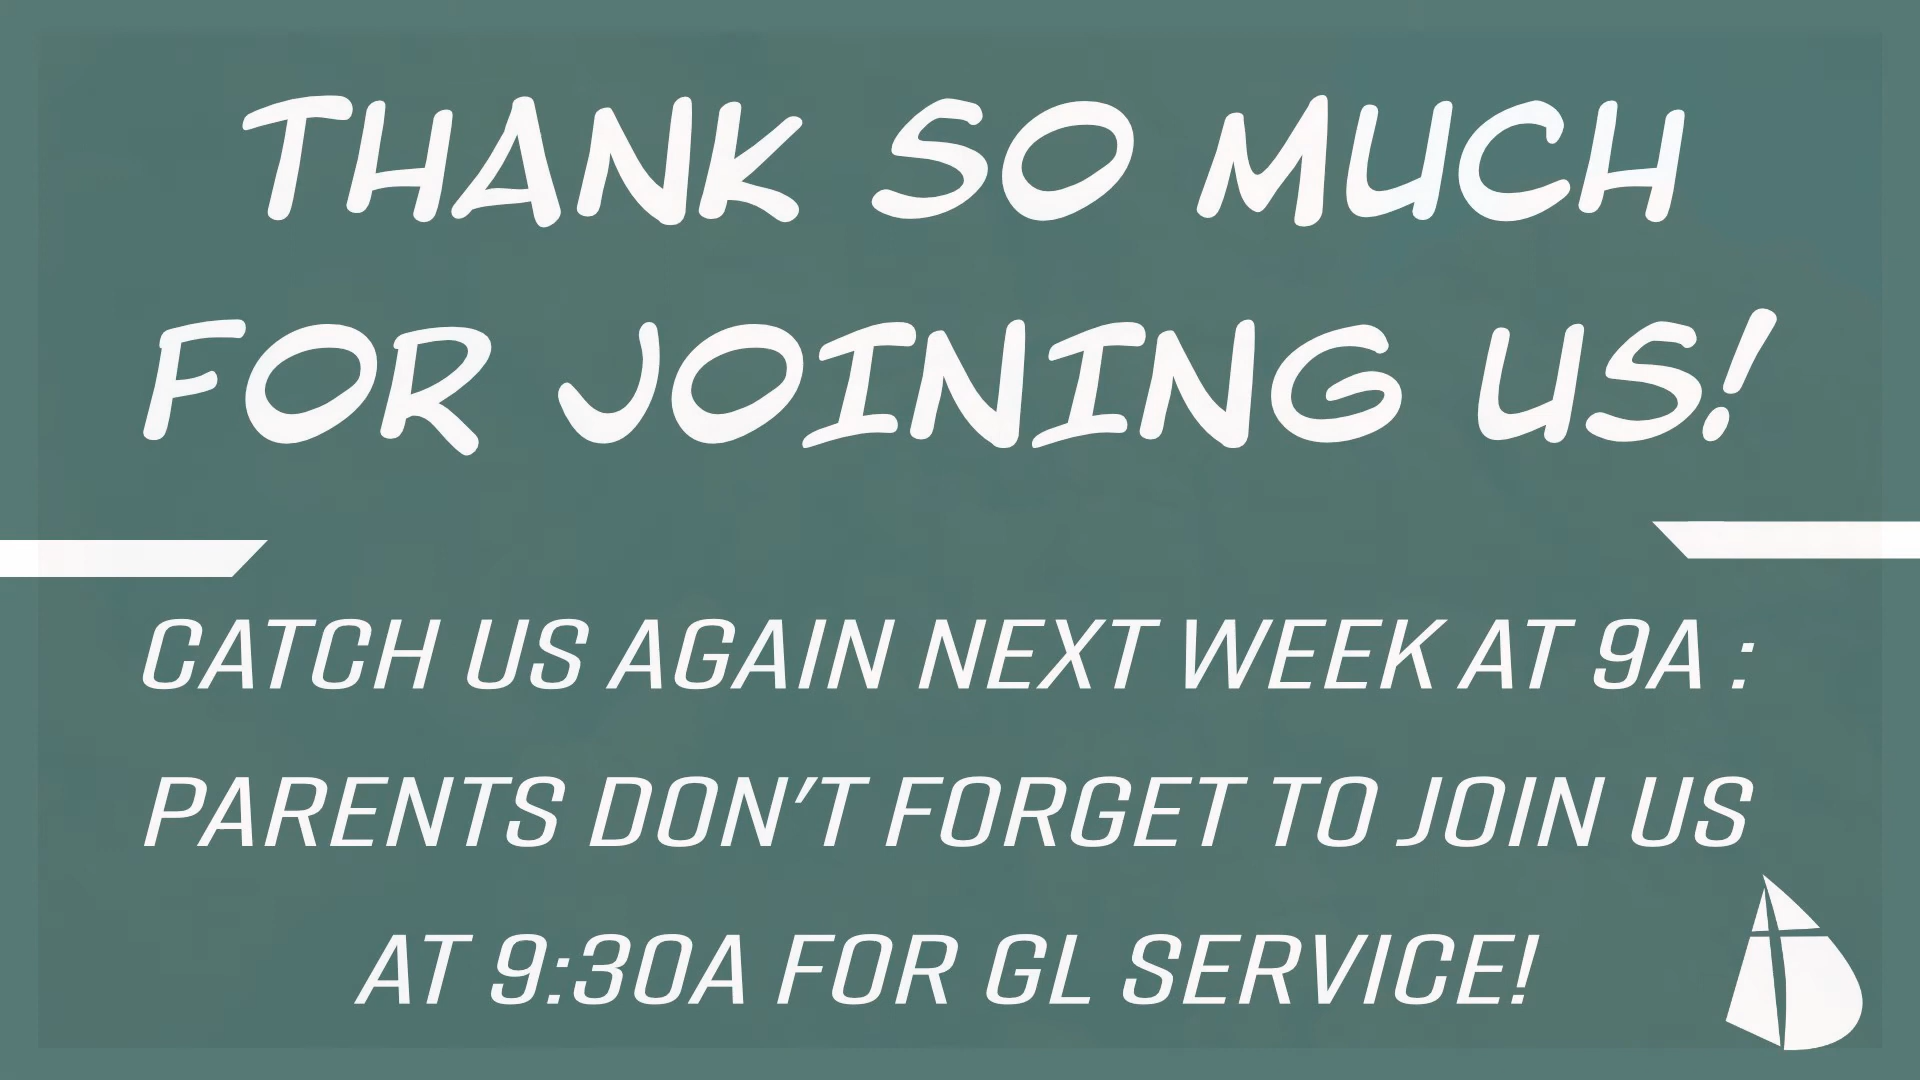 THANK SO MUCH
FOR JOINING US!
CATCH US AGAIN NEXT WEEK AT 9A :
PARENTS DON'T FORGET TO JOIN US
AT 9:30A FOR GL SERVICE!